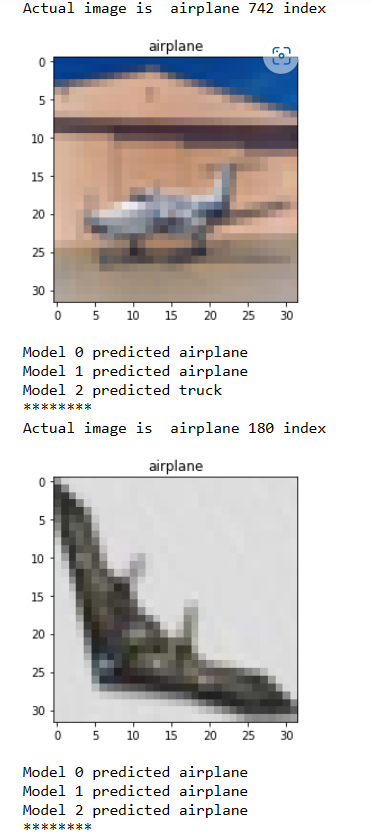 Actual image is  airplane 742 index
airplane
0
5
10
15
20
25
30
0 5 10 15 20 25 30
Model 0 predicted airplane
Model 1 predicted airplane
Model 2 predicted truck
********
Actual image is  airplane 180 index
airplane
0
5
10
15
20
25
30
0 5 10 15 20 25 30
Model 0 predicted airplane
Model 1 predicted airplane
Model 2 predicted airplane
********